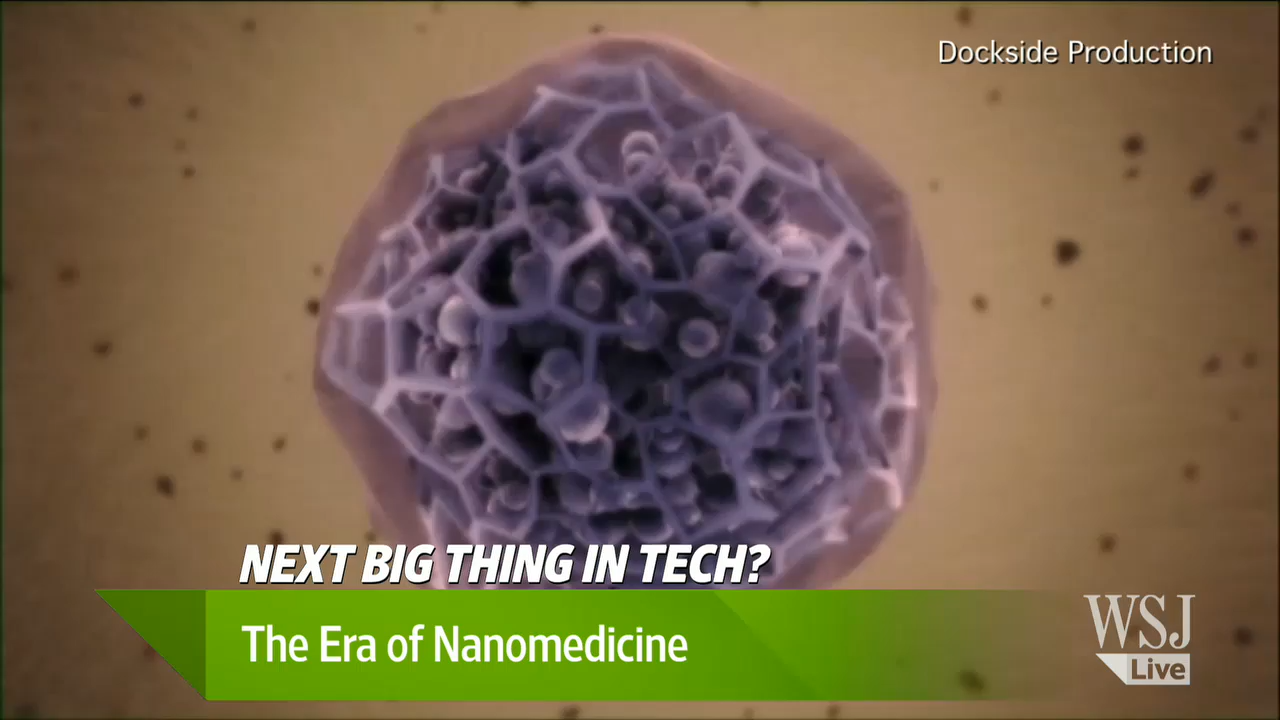 Dockside Production
NEXT BIG THING IN TECH?
The Era of Nanomedicine
WSJ
Live